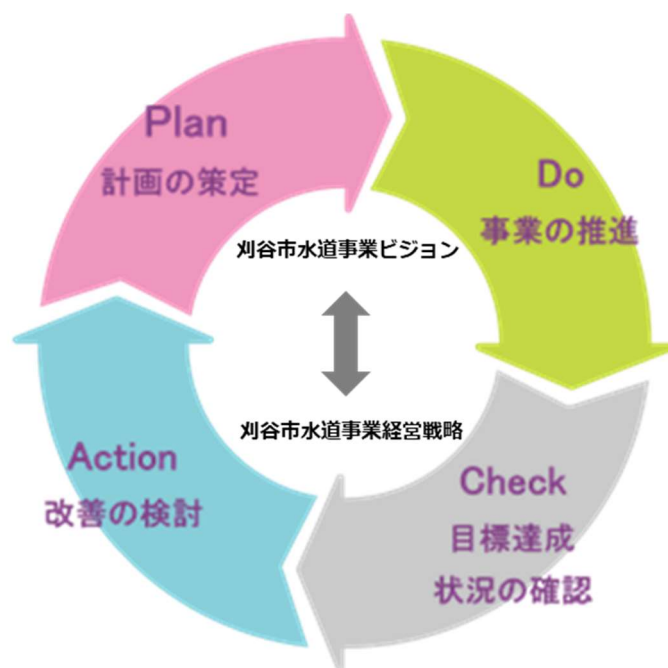 Plan
計画の策定
Do
事業の推進
刈谷市水道事業ビジョン
刈谷市水道事業経営戦略
Check
目標達成
状況の確認
Action
改善の検討